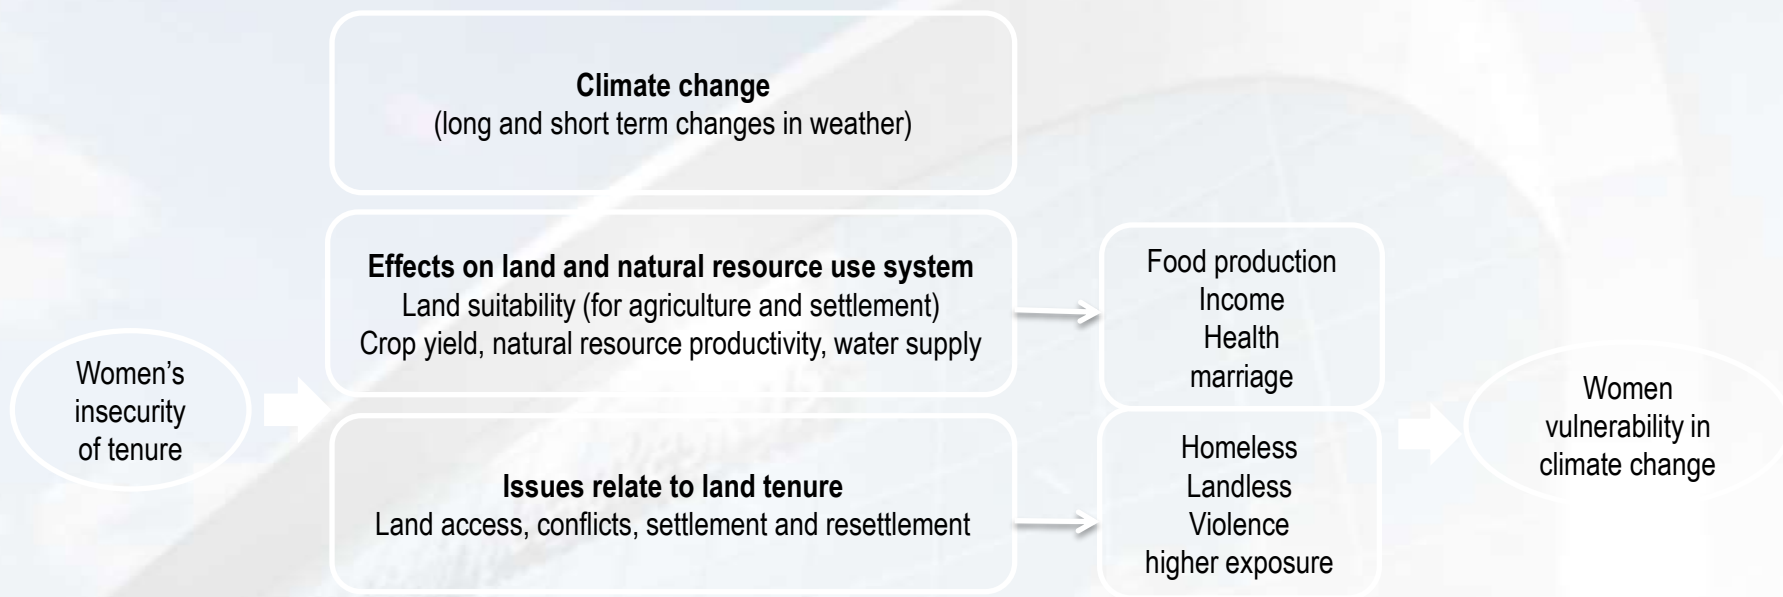 Climate change
(long and short term changes in weather)
Effects on land and natural resource use system
Land suitability (for agriculture and settlement)
Crop yield, natural resource productivity, water supply
Food production
Income
Health
marriage
Women’s
insecurity
of tenure
Issues relate to land tenure
Land access, conflicts, settlement and resettlement
Homeless
Landless
Violence
higher exposure
Women
vulnerability in
climate change